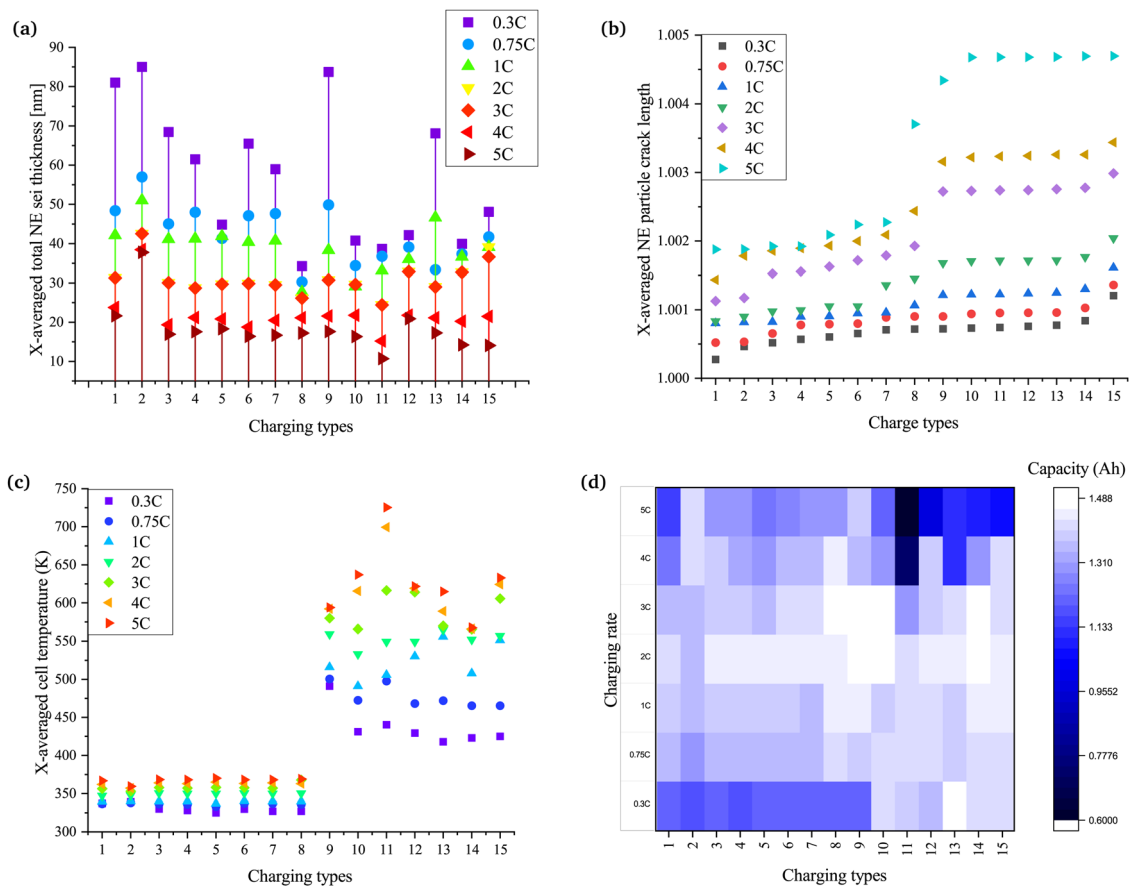 (a)
0.3C
0.75C
1C
2C
3C
4C
5C
90
80
70
60
50
40
30
20
10
X-averaged total NE sei thickness [nm]
1 2 3 4 5 6 7 8 9 10 11 12 13 14 15
Charging types
(b)
0.3C
0.75C
1C
2C
3C
4C
5C
1.005
1.004
1.003
1.002
1.001
1.000
X-averaged NE particle crack length
1 2 3 4 5 6 7 8 9 10 11 12 13 14 15
Charge types
(c)
0.3C
0.75C
1C
2C
3C
4C
5C
750
700
650
600
550
500
450
400
350
300
X-averaged cell temperature (K)
1 2 3 4 5 6 7 8 9 10 11 12 13 14 15
Charging types
(d)
Capacity (Ah)
5C
4C
3C
2C
1C
0.75C
0.3C
Charging rate
1 2 3 4 5 6 7 8 9 10 11 12 13 14 15
Charging types
1.488
1.310
1.133
0.9552
0.7776
0.6000